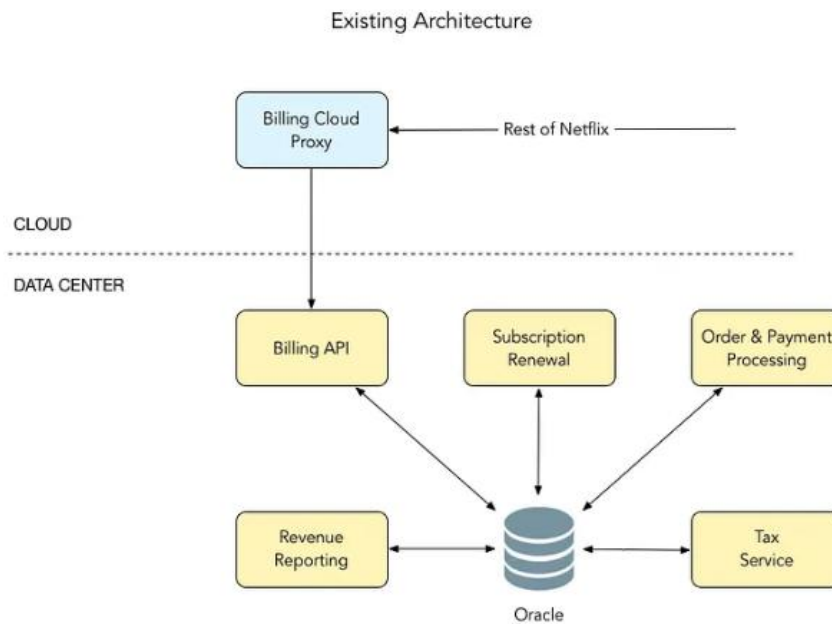 Existing Architecture
Billing Cloud
Proxy
Rest of Netflix
CLOUD
DATA CENTER
Billing API
Subscription
Renewal
Order & Payment
Processing
Revenue
Reporting
Tax
Service
Oracle